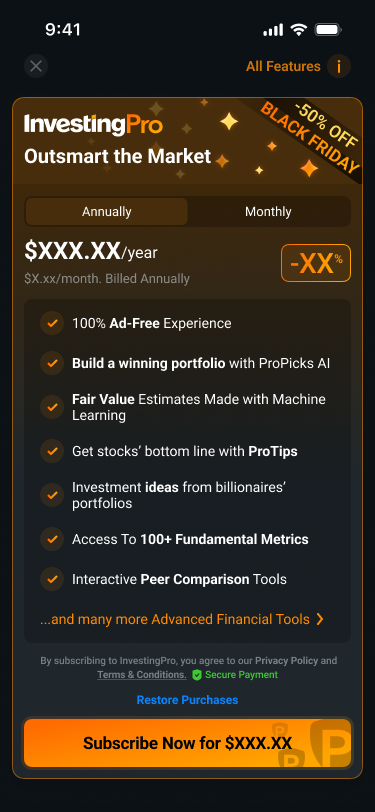 9:41
All Features i
-50% OFF
BLACK FRIDAY
InvestingPro
Outsmart the Market
Annually
Monthly
$XXX.XX/year
-XX%
$X.xx/month. Billed Annually
100% Ad-Free Experience
Build a winning portfolio with ProPicks AI
Fair Value Estimates Made with Machine
Learning
Get stocks’ bottom line with ProTips
Investment ideas from billionaires’
portfolios
Access To 100+ Fundamental Metrics
Interactive Peer Comparison Tools
...and many more Advanced Financial Tools
By subscribing to InvestingPro, you agree to our Privacy Policy and
Terms & Conditions. Secure Payment
Restore Purchases
Subscribe Now for $XXX.XX